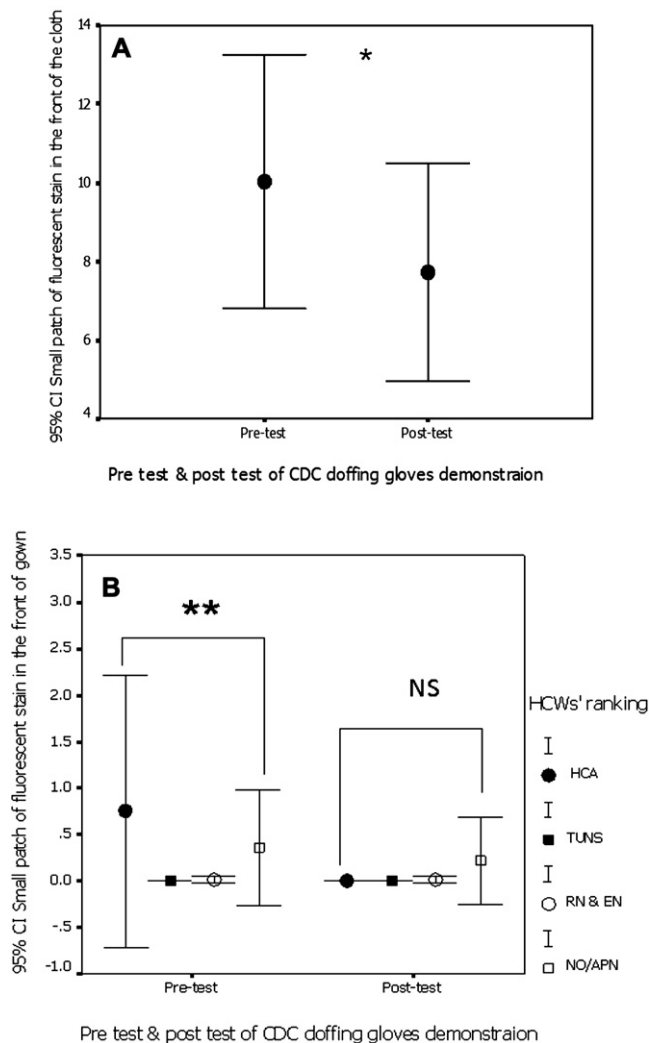 A
*
95% CI Small patch of fluorescent stain in the front of the cloth
14
12
10
8
6
4
Pre-test Post-test
Pre test & post test of CDC doffing gloves demonstraion
B
**
NS
95% CI Small patch of fluorescent stain in the front of gown
3.5
3.0
2.5
2.0
1.5
1.0
.5
0.0
-.5
-1.0
Pre-test Post-test
Pre test & post test of CDC doffing gloves demonstraion
HCWs' ranking
HCA
TUNS
RN & EN
NO/APN